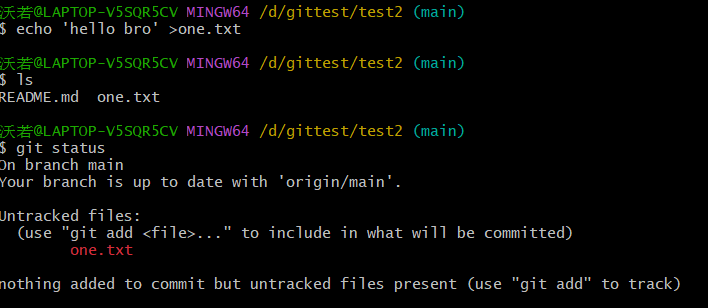 沃若@LAPTOP-V5SQR5CV MINGW64 /d/gittest/test2 (main)
$ echo 'hello bro' >one.txt
沃若@LAPTOP-V5SQR5CV MINGW64 /d/gittest/test2 (main)
$ ls
README.md  one.txt
沃若@LAPTOP-V5SQR5CV MINGW64 /d/gittest/test2 (main)
$ git status
On branch main
Your branch is up to date with 'origin/main'.
Untracked files:
  (use "git add <file>..." to include in what will be committed)
        one.txt
nothing added to commit but untracked files present (use "git add" to track)